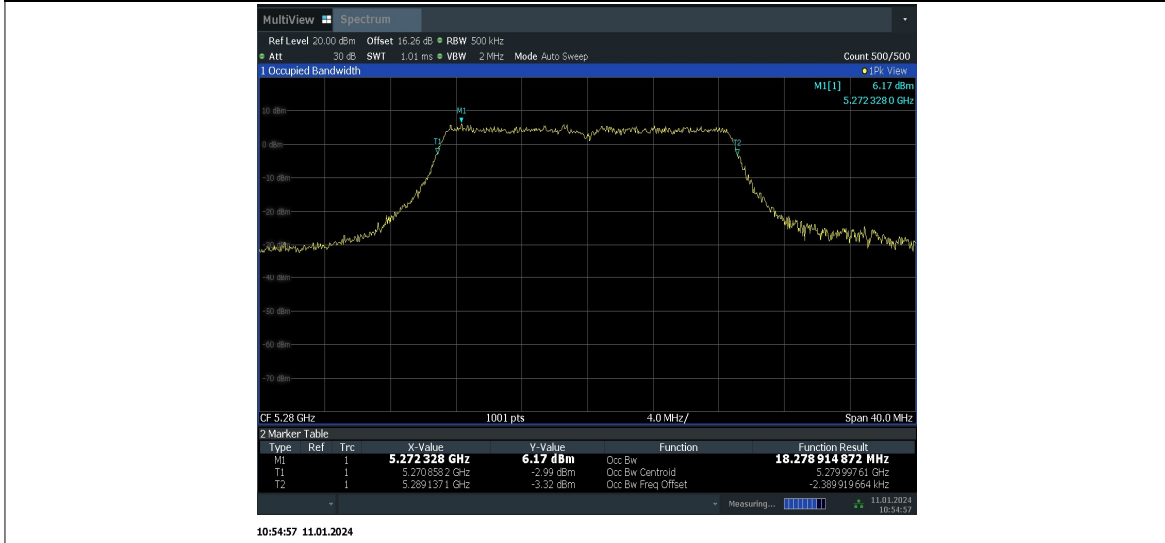 MultiView Spectrum
Ref Level 20.00 dBm Offset 16.26 dB RBW 500 kHz
Att 30 dB SWT 1.01 ms VBW 2 MHz Mode Auto Sweep Count 500/500
1 Occupied Bandwidth 1Pk View
M1[1] 6.17 dBm
5.272 328 0 GHz
10 dBm
M1
0 dBm
T1
T2
-10 dBm
-20 dBm
-30 dBm
-40 dBm
-50 dBm
-60 dBm
-70 dBm
CF 5.28 GHz 1001 pts 4.0 MHz/ Span 40.0 MHz
2 Marker Table
Type Ref Trc X-Value Y-Value Function Function Result
M1 1 5.272 328 GHz 6.17 dBm Occ Bw 18.278 914 872 MHz
T1 1 5.270 858 2 GHz -2.99 dBm Occ Bw Centroid 5.279 997 61 GHz
T2 1 5.289 137 1 GHz -3.32 dBm Occ Bw Freq Offset -2.389 919 664 kHz
Measuring... 11.01.2024
10:54:57
10:54:57 11.01.2024